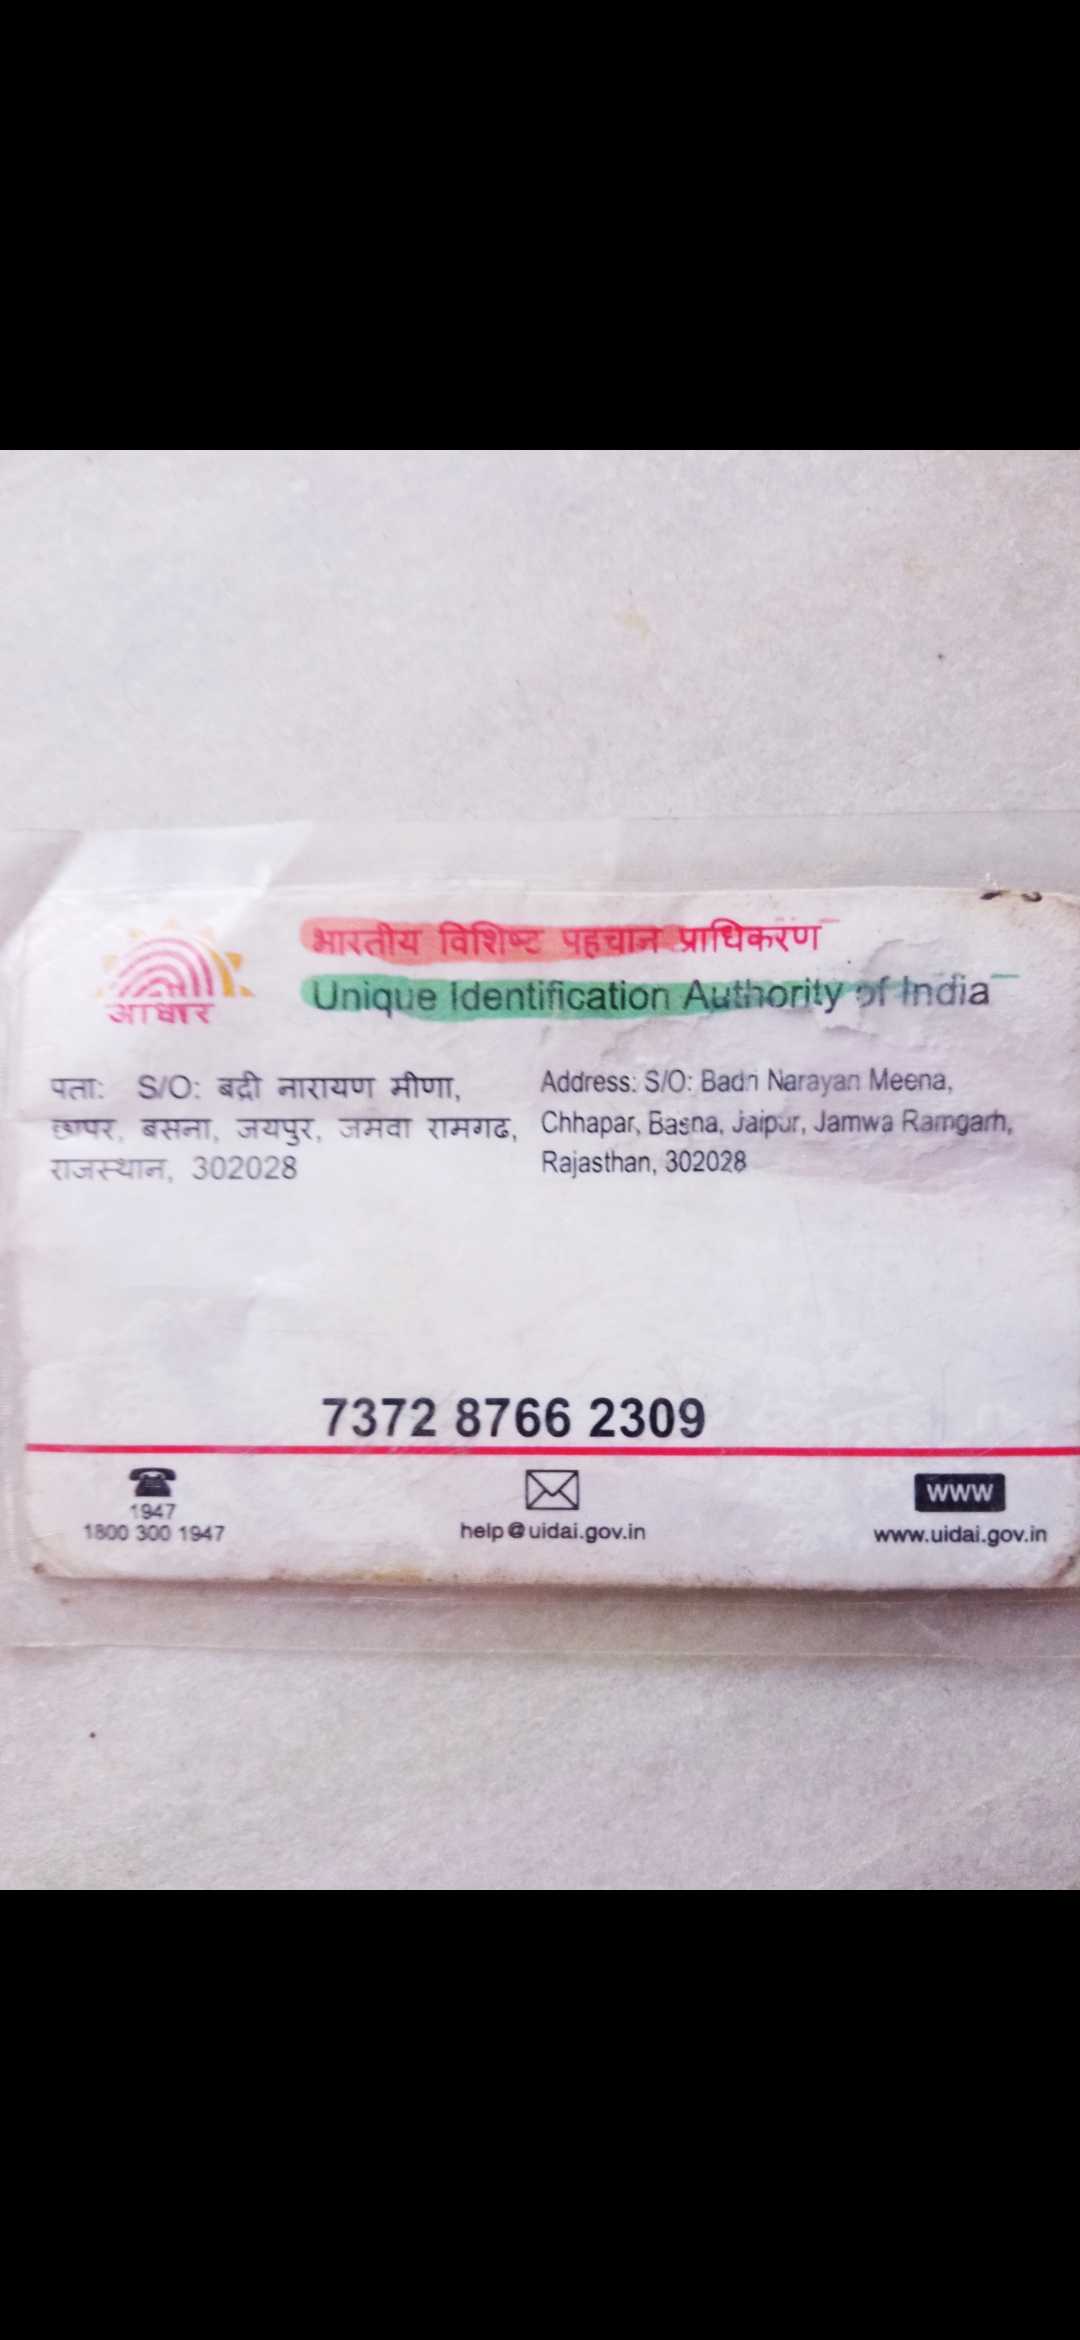 भारतीय विशिष्ट पहचान प्राधिकरण
Unique Identification Authority of India
आधार
पता: S/O: बद्री नारायण मीणा,
छापर, बसना, जयपुर, जमवा रामगढ,
राजस्थान, 302028
Address: S/O: Badri Narayan Meena,
Chhapar, Basna, Jaipur, Jamwa Ramgarh,
Rajasthan, 302028
7372 8766 2309
1947
1800 300 1947
help@uidai.gov.in
www
www.uidai.gov.in